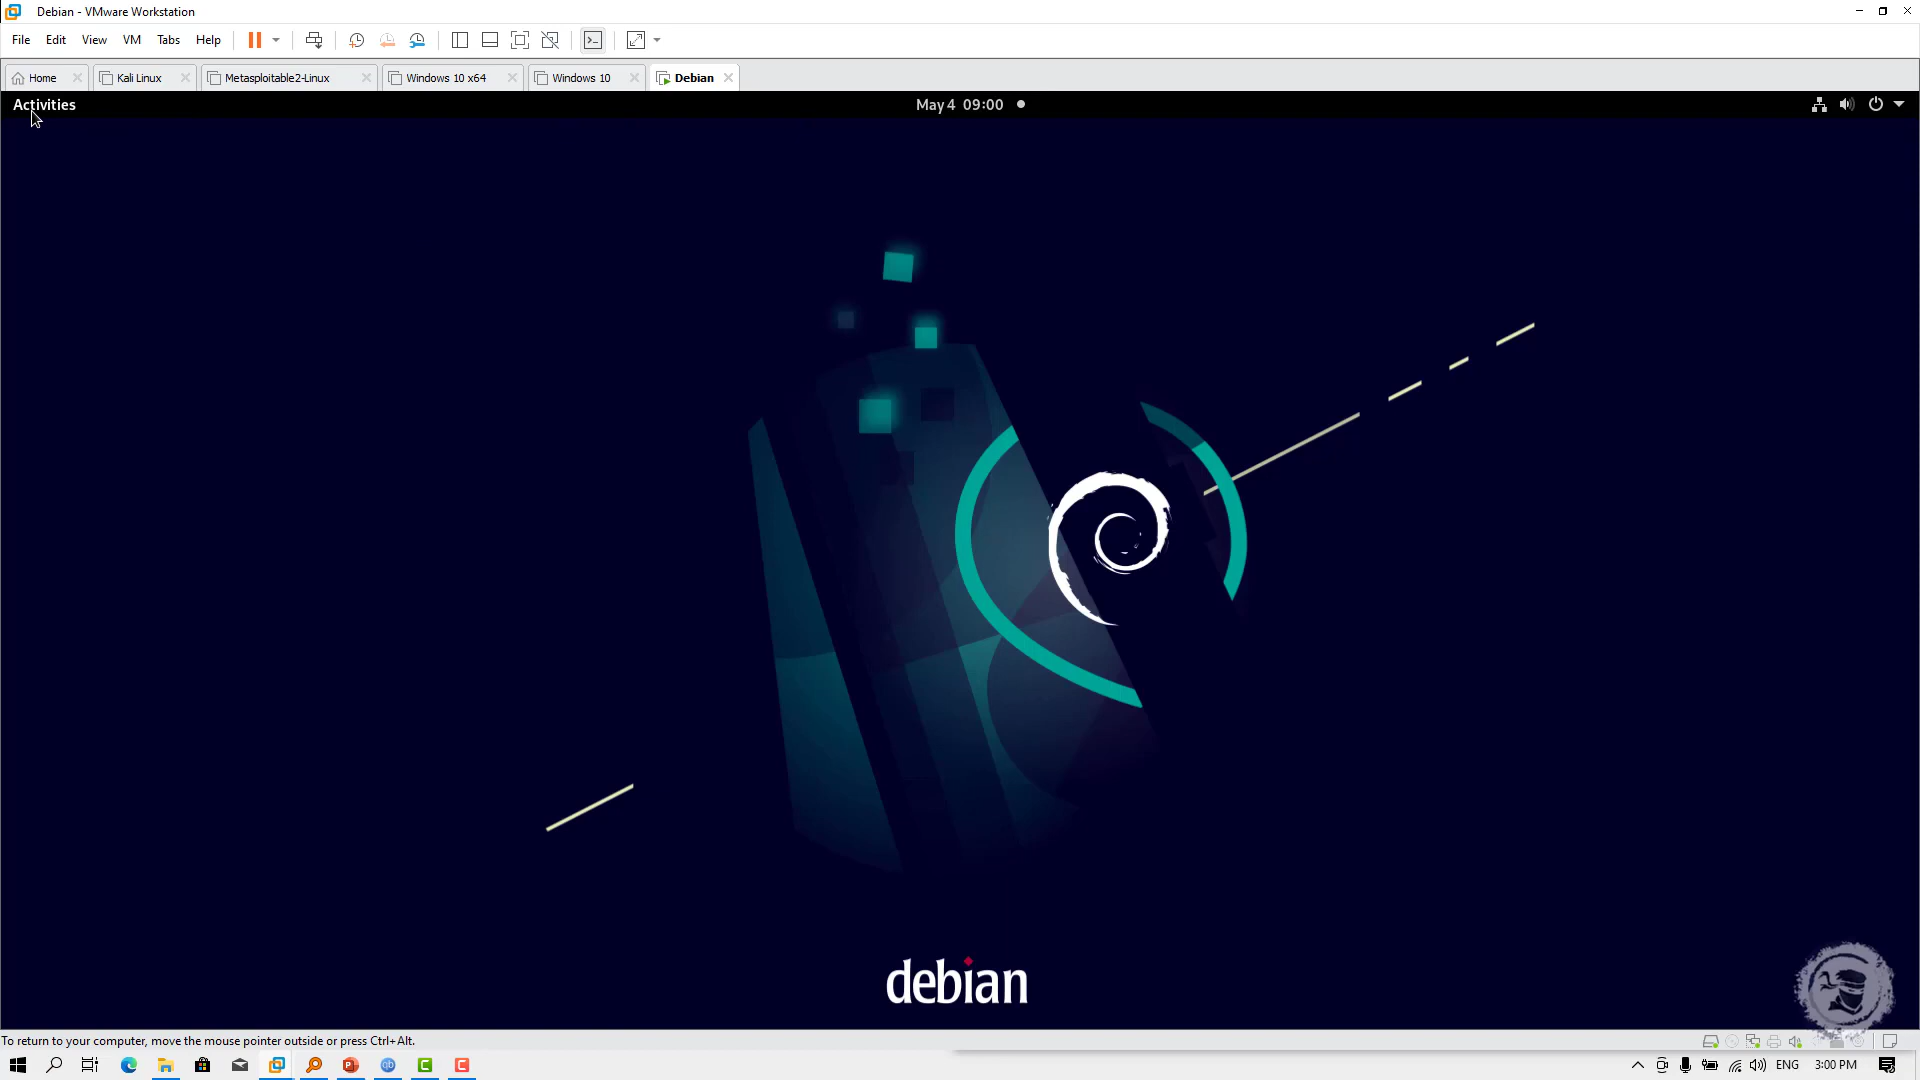 Debian - VMware Workstation
File Edit View VM Tabs Help
Home Kali Linux Metasploitable2-Linux Windows 10 x64 Windows 10 Debian
Activities May 4 09:00
debian
To return to your computer, move the mouse pointer outside or press Ctrl+Alt.
ENG 3:00 PM